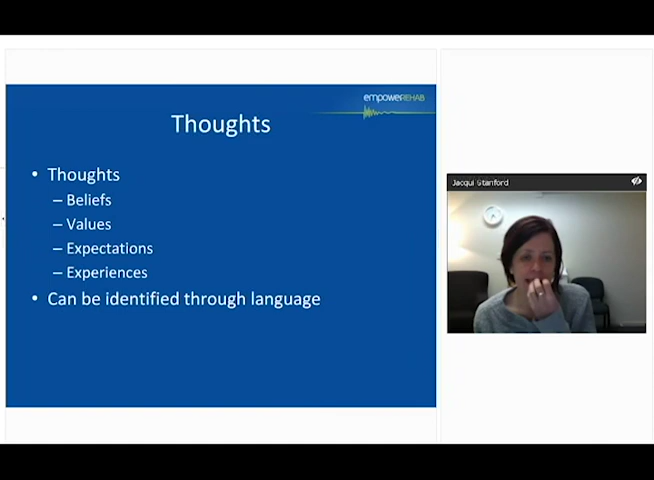 empowerREHAB
Thoughts
• Thoughts
– Beliefs
– Values
– Expectations
– Experiences
• Can be identified through language
Jacqui Stanford